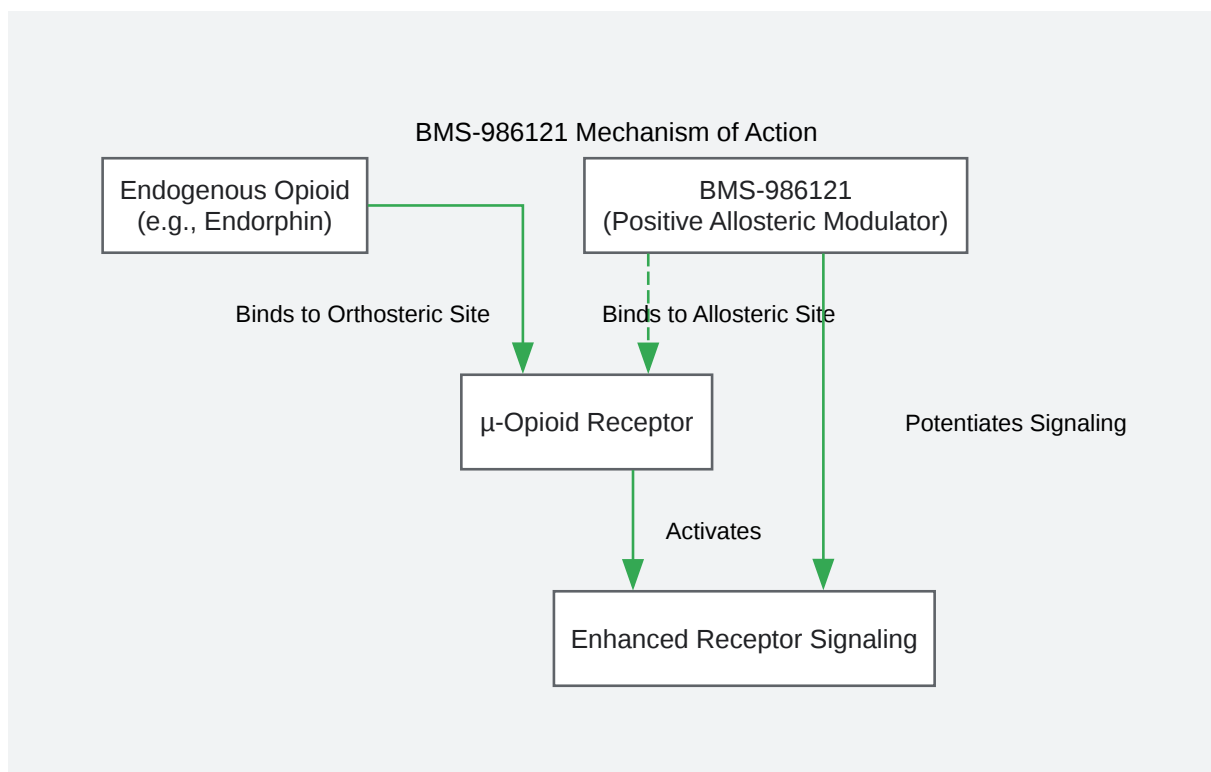 BMS-986121 Mechanism of Action
Endogenous Opioid
(e.g., Endorphin)
BMS-986121
(Positive Allosteric Modulator)
Binds to Orthosteric Site
Binds to Allosteric Site
µ-Opioid Receptor
Potentiates Signaling
Activates
Enhanced Receptor Signaling